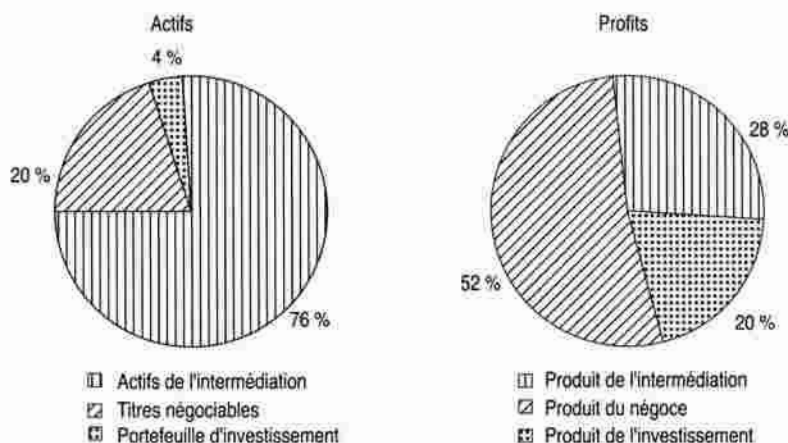 Actifs
4 %
20 %
76 %
Actifs de l'intermédiation
Titres négociables
Portefeuille d'investissement
Profits
28 %
52 %
20 %
Produit de l'intermédiation
Produit du négoce
Produit de l'investissement